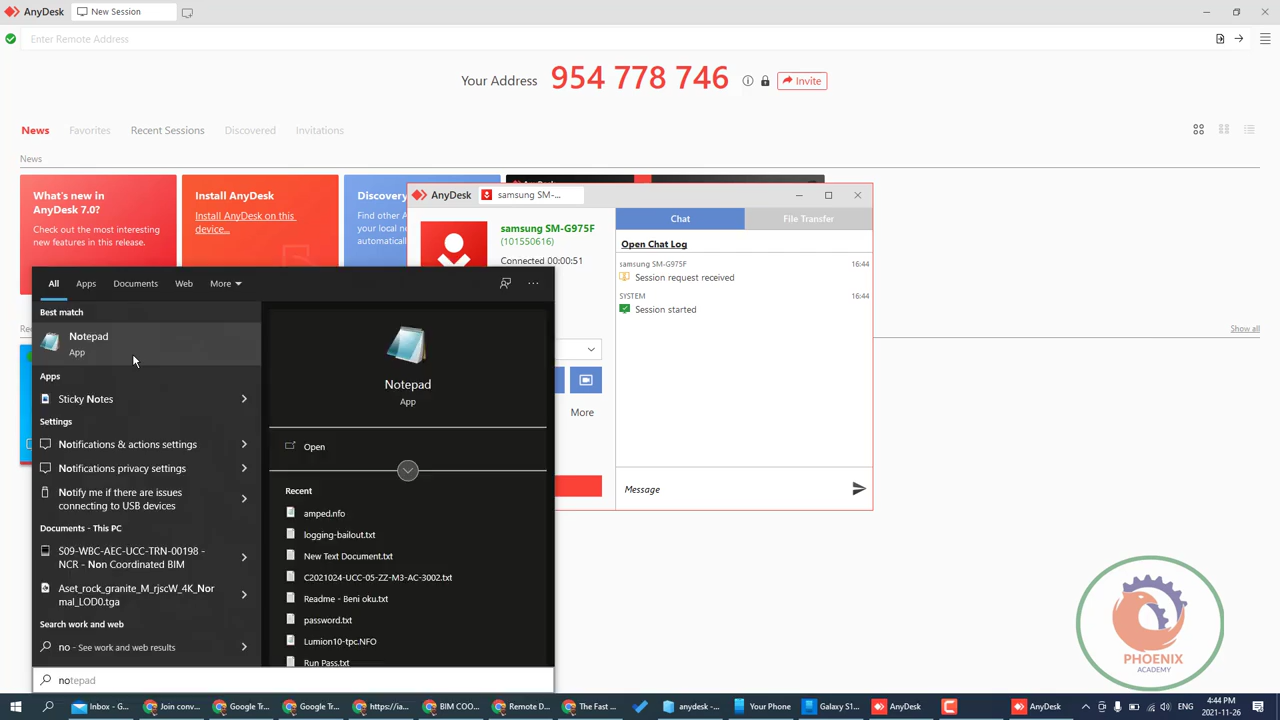 AnyDesk
New Session
Enter Remote Address
Your Address 954 778 746
Invite
News
Favorites
Recent Sessions
Discovered
Invitations
News
What's new in
AnyDesk 7.0?
Check out the most interesting
new features in this release.
Install AnyDesk
Install AnyDesk on this
device...
Discovery
Find other A
your local ne
automatically.
AnyDesk
samsung SM-...
samsung SM-G975F
(101550616)
Connected 00:00:51
More
Chat
File Transfer
Open Chat Log
samsung SM-G975F 16:44
Session request received
SYSTEM 16:44
Session started
Message
Show all
All
Apps
Documents
Web
More
Best match
Notepad
App
Apps
Sticky Notes
Settings
Notifications & actions settings
Notifications privacy settings
Notify me if there are issues
connecting to USB devices
Documents - This PC
S09-WBC-AEC-UCC-TRN-00198 -
NCR - Non Coordinated BIM
Aset_rock_granite_M_rjscW_4K_Nor
mal_LOD0.tga
Search work and web
no - See work and web results
Notepad
App
Open
Recent
amped.nfo
logging-bailout.txt
New Text Document.txt
C2021024-UCC-05-ZZ-M3-AC-3002.txt
Readme - Beni oku.txt
password.txt
Lumion10-tpc.NFO
Run Pass.txt
notepad
PHOENIX
ACADEMY
Inbox - G...
Join conv...
Google Tr...
Google Tr...
https://ia...
BIM COO...
Remote D...
The Fast ...
anydesk -...
Your Phone
Galaxy S1...
AnyDesk
AnyDesk
4:44 PM
2021-11-26